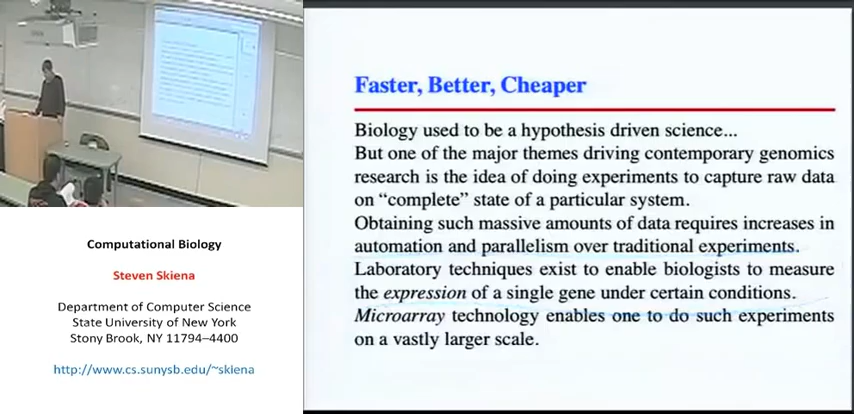 Computational Biology
Steven Skiena
Department of Computer Science
State University of New York
Stony Brook, NY 11794–4400
http://www.cs.sunysb.edu/~skiena
Faster, Better, Cheaper
Biology used to be a hypothesis driven science...
But one of the major themes driving contemporary genomics
research is the idea of doing experiments to capture raw data
on “complete” state of a particular system.
Obtaining such massive amounts of data requires increases in
automation and parallelism over traditional experiments.
Laboratory techniques exist to enable biologists to measure
the expression of a single gene under certain conditions.
Microarray technology enables one to do such experiments
on a vastly larger scale.